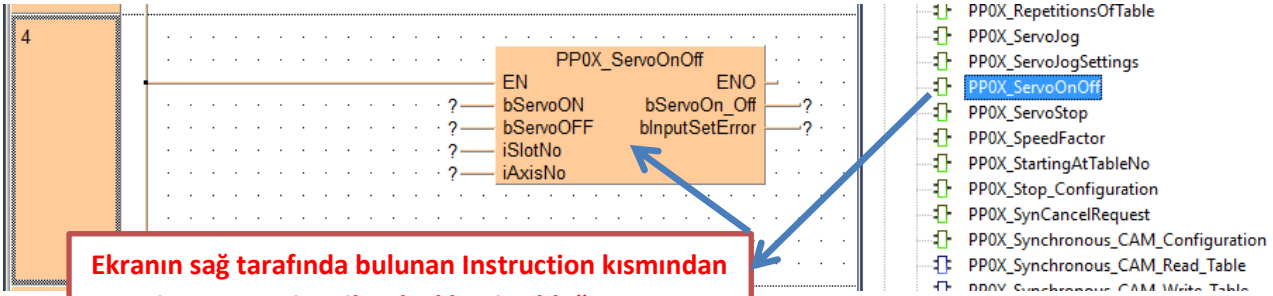 4
PP0X_ServoOnOff
EN ENO
? bServoON bServoOn_Off ?
? bServoOFF bInputSetError ?
? iSlotNo
? iAxisNo
Ekranın sağ tarafında bulunan Instruction kısmından
PP0X_RepetitionsOfTable
PP0X_ServoJog
PP0X_ServoJogSettings
PP0X_ServoOnOff
PP0X_ServoStop
PP0X_SpeedFactor
PP0X_StartingAtTableNo
PP0X_Stop_Configuration
PP0X_SynCancelRequest
PP0X_Synchronous_CAM_Configuration
PP0X_Synchronous_CAM_Read_Table
PP0X_Synchronous_CAM_Write_Table